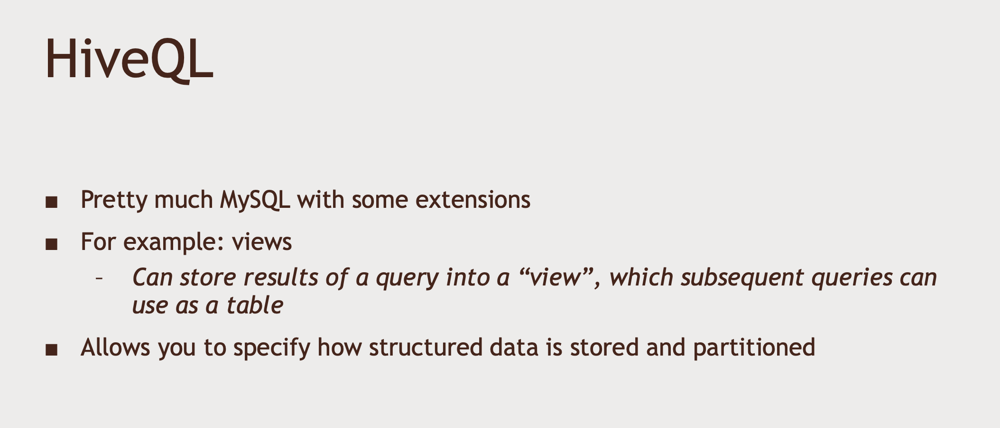 HiveQL
■ Pretty much MySQL with some extensions
■ For example: views
– Can store results of a query into a “view”, which subsequent queries can
use as a table
■ Allows you to specify how structured data is stored and partitioned